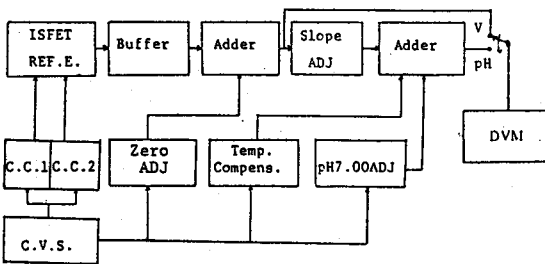 ISFET
REF.E.
Buffer
Adder
Slope
ADJ
Adder
V
pH
DVM
C.C.1
C.C.2
Zero
ADJ
Temp.
Compens.
pH7.00ADJ
C.V.S.